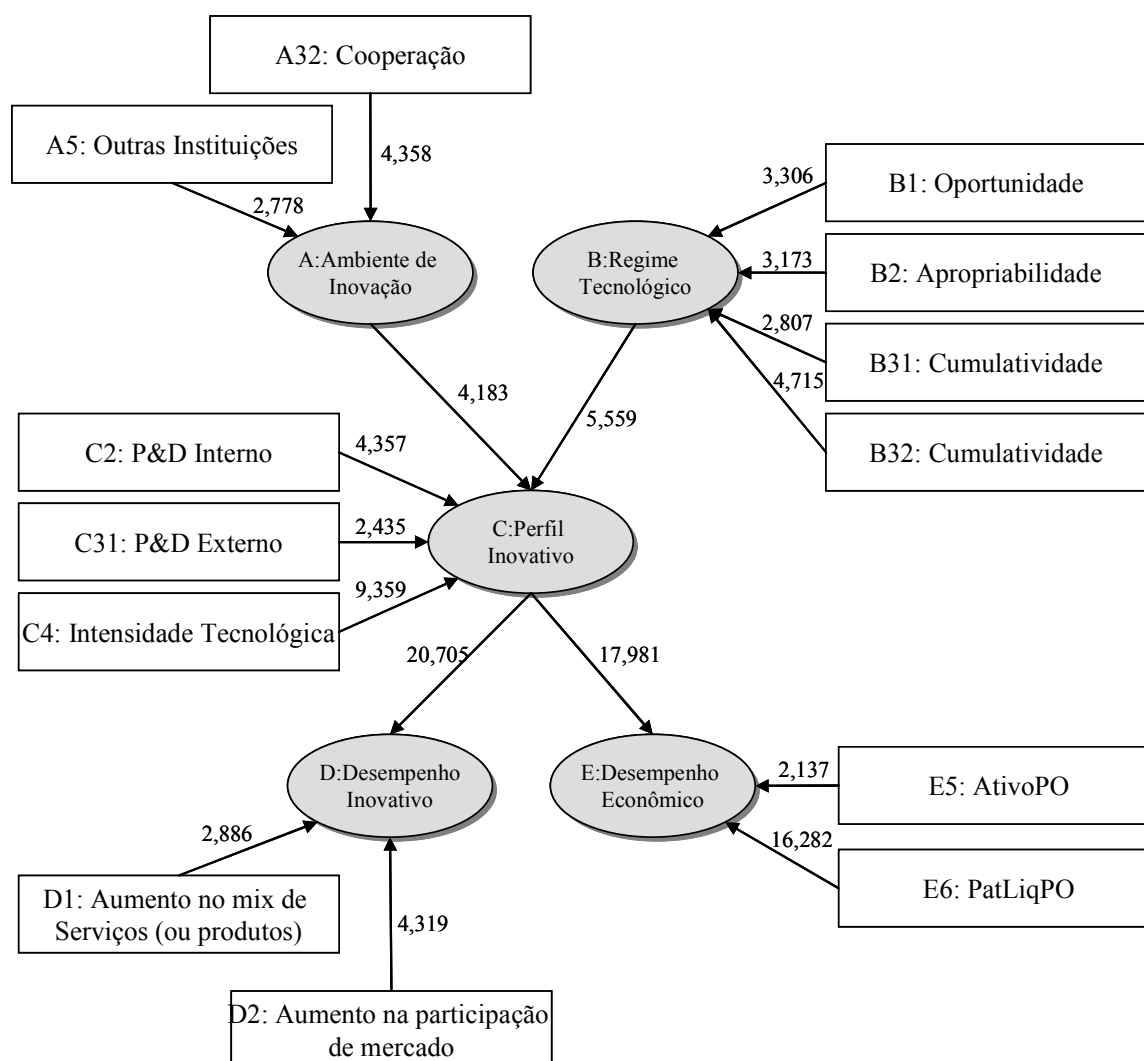 A32: Cooperação
A5: Outras Instituições
4,358
2,778
3,306
B1: Oportunidade
A:Ambiente de
Inovação
B:Regime
Tecnológico
3,173
B2: Apropriabilidade
2,807
B31: Cumulatividade
4,715
B32: Cumulatividade
4,183
5,559
C2: P&D Interno
4,357
C31: P&D Externo
2,435
C:Perfil
Inovativo
9,359
C4: Intensidade Tecnológica
20,705
17,981
D:Desempenho
Inovativo
E:Desempenho
Econômico
2,137
E5: AtivoPO
16,282
E6: PatLiqPO
2,886
D1: Aumento no mix de
Serviços (ou produtos)
4,319
D2: Aumento na participação
de mercado